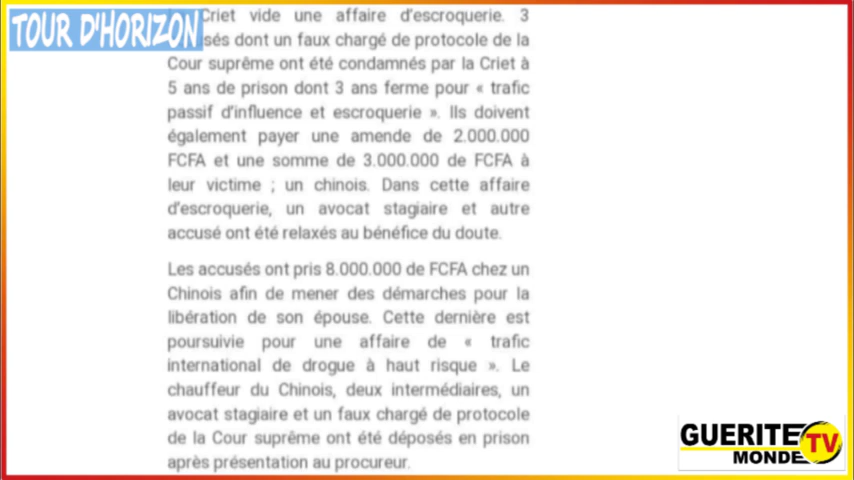 TOUR D'HORIZON
Criet vide une affaire d'escroquerie. 3
sés dont un faux chargé de protocole de la
Cour suprême ont été condamnés par la Criet à
5 ans de prison dont 3 ans ferme pour « trafic
passif d'influence et escroquerie ». Ils doivent
également payer une amende de 2.000.000
FCFA et une somme de 3.000.000 de FCFA à
leur victime ; un chinois. Dans cette affaire
d'escroquerie, un avocat stagiaire et autre
accusé ont été relaxés au bénéfice du doute.
Les accusés ont pris 8.000.000 de FCFA chez un
Chinois afin de mener des démarches pour la
libération de son épouse. Cette dernière est
poursuivie pour une affaire de « trafic
international de drogue à haut risque ». Le
chauffeur du Chinois, deux intermédiaires, un
avocat stagiaire et un faux chargé de protocole
de la Cour suprême ont été déposés en prison
après présentation au procureur.
GUERITE
TV
MONDE